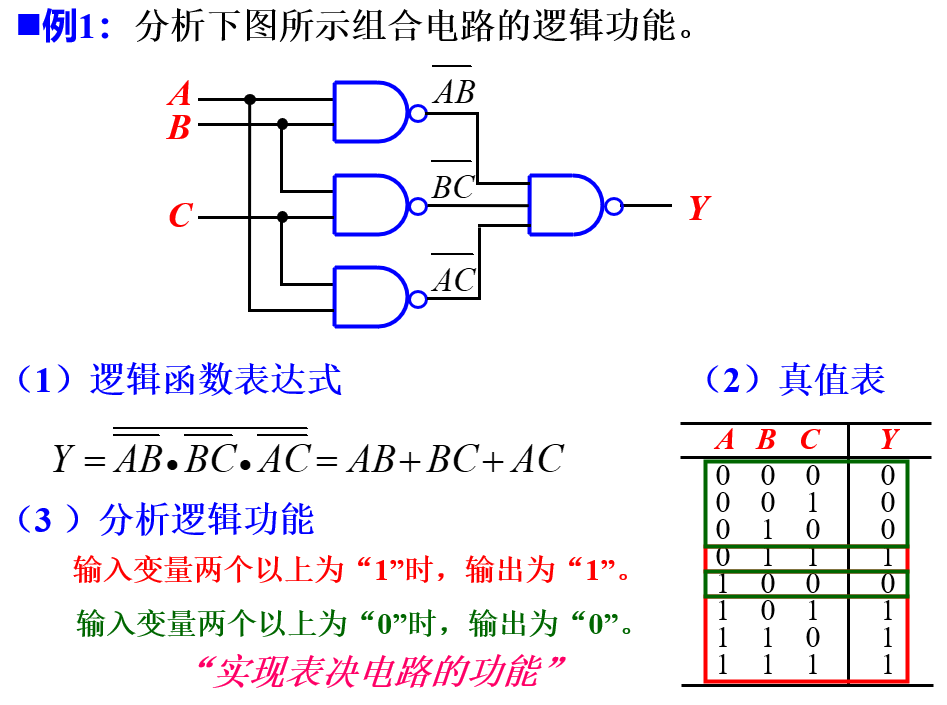 ■例1：分析下图所示组合电路的逻辑功能。
A
B
C
\overline{AB}
\overline{BC}
\overline{AC}
Y
（1）逻辑函数表达式
Y = \overline{\overline{AB}•\overline{BC}•\overline{AC}} = AB+BC+AC
（3 ）分析逻辑功能
输入变量两个以上为“1”时，输出为“1”。
输入变量两个以上为“0”时，输出为“0”。
“实现表决电路的功能”
（2）真值表
A B C Y
0 0 0 0
0 0 1 0
0 1 0 0
0 1 1 1
1 0 0 0
1 0 1 1
1 1 0 1
1 1 1 1